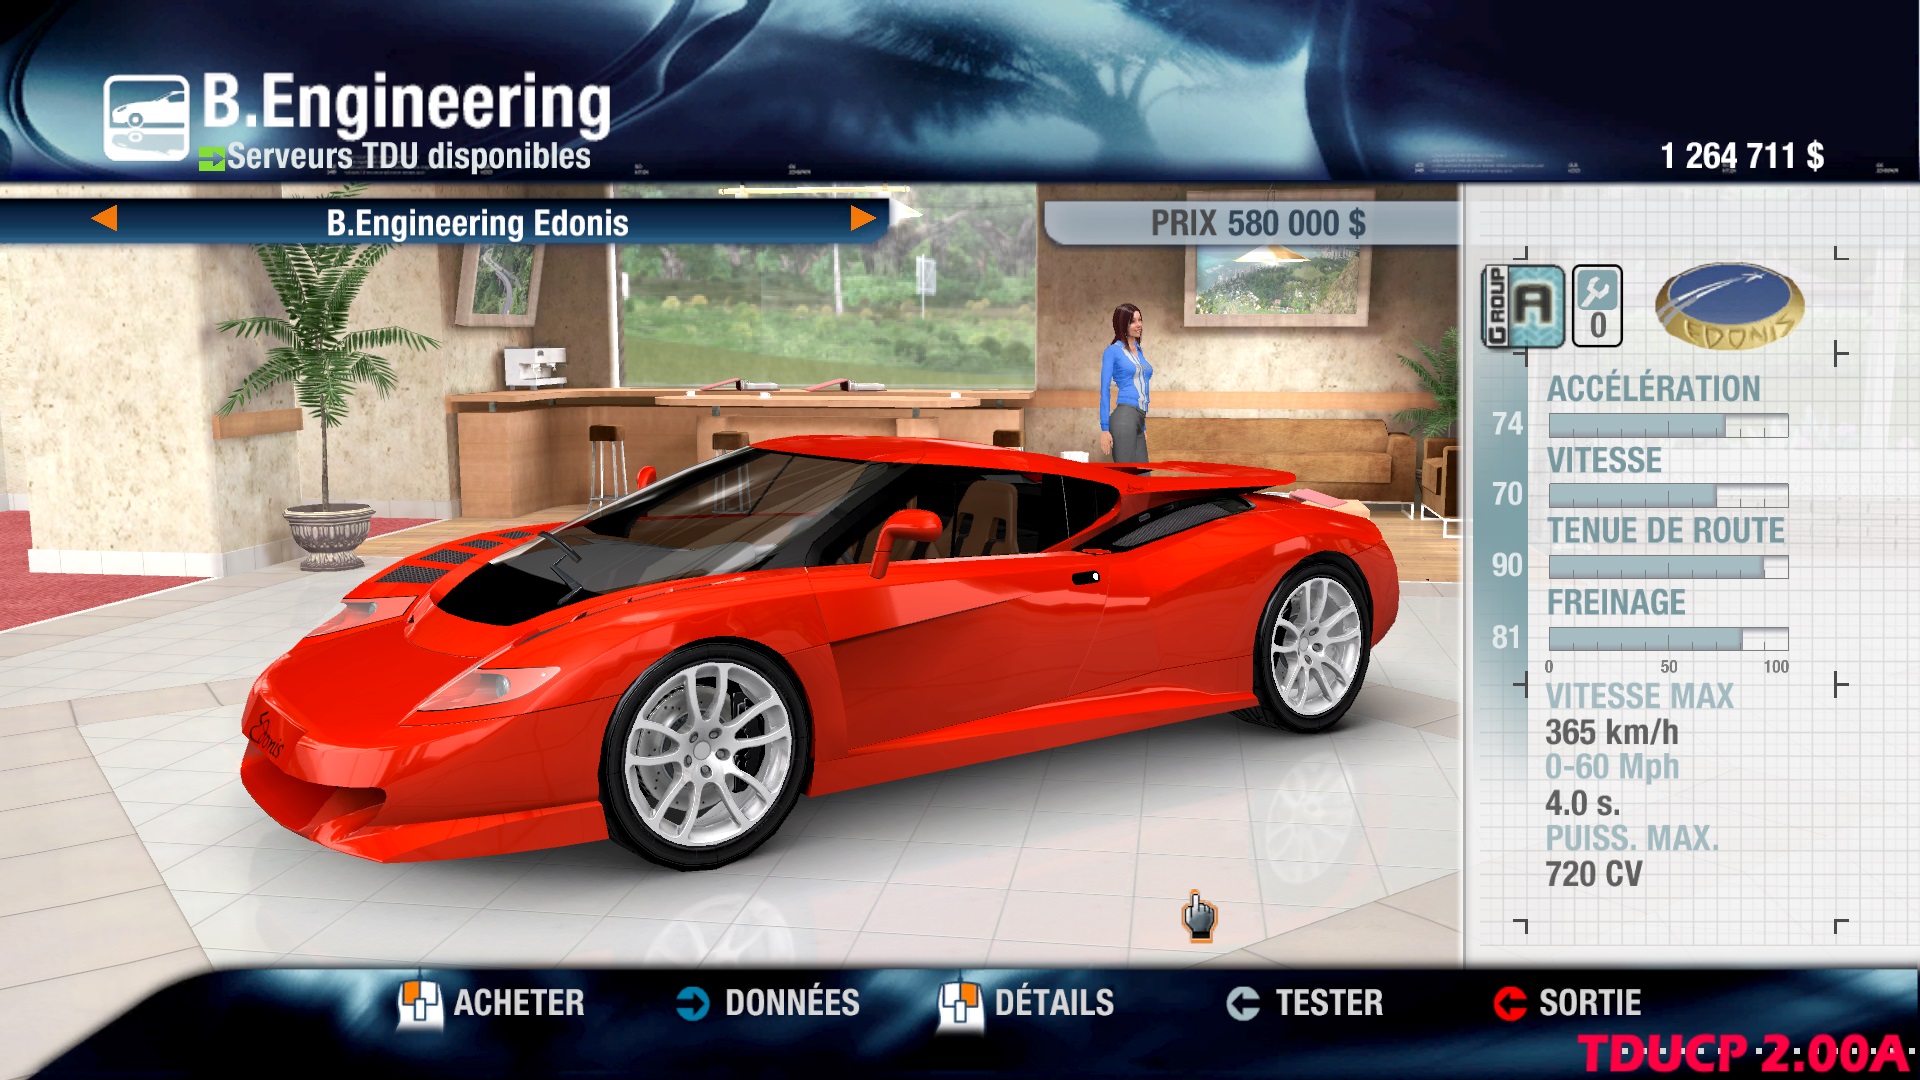 B.Engineering
Serveurs TDU disponibles
1 264 711 $
B.Engineering Edonis
PRIX 580 000 $
GROUP A
0
EDONIS
ACCÉLÉRATION
74
VITESSE
70
TENUE DE ROUTE
90
FREINAGE
81
0 50 100
VITESSE MAX
365 km/h
0-60 Mph
4.0 s.
PUISS. MAX.
720 CV
Edonis
ACHETER
DONNÉES
DÉTAILS
TESTER
SORTIE
TDUCP 2.00A